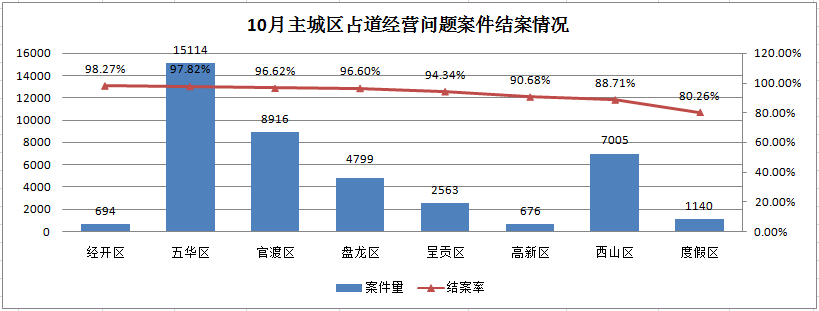 10月主城区占道经营问题案件结案情况
16000
14000
12000
10000
8000
6000
4000
2000
0
120.00%
100.00%
80.00%
60.00%
40.00%
20.00%
0.00%
98.27%
97.82%
96.62%
96.60%
94.34%
90.68%
88.71%
80.26%
694
15114
8916
4799
2563
676
7005
1140
经开区
五华区
官渡区
盘龙区
呈贡区
高新区
西山区
度假区
案件量
结案率